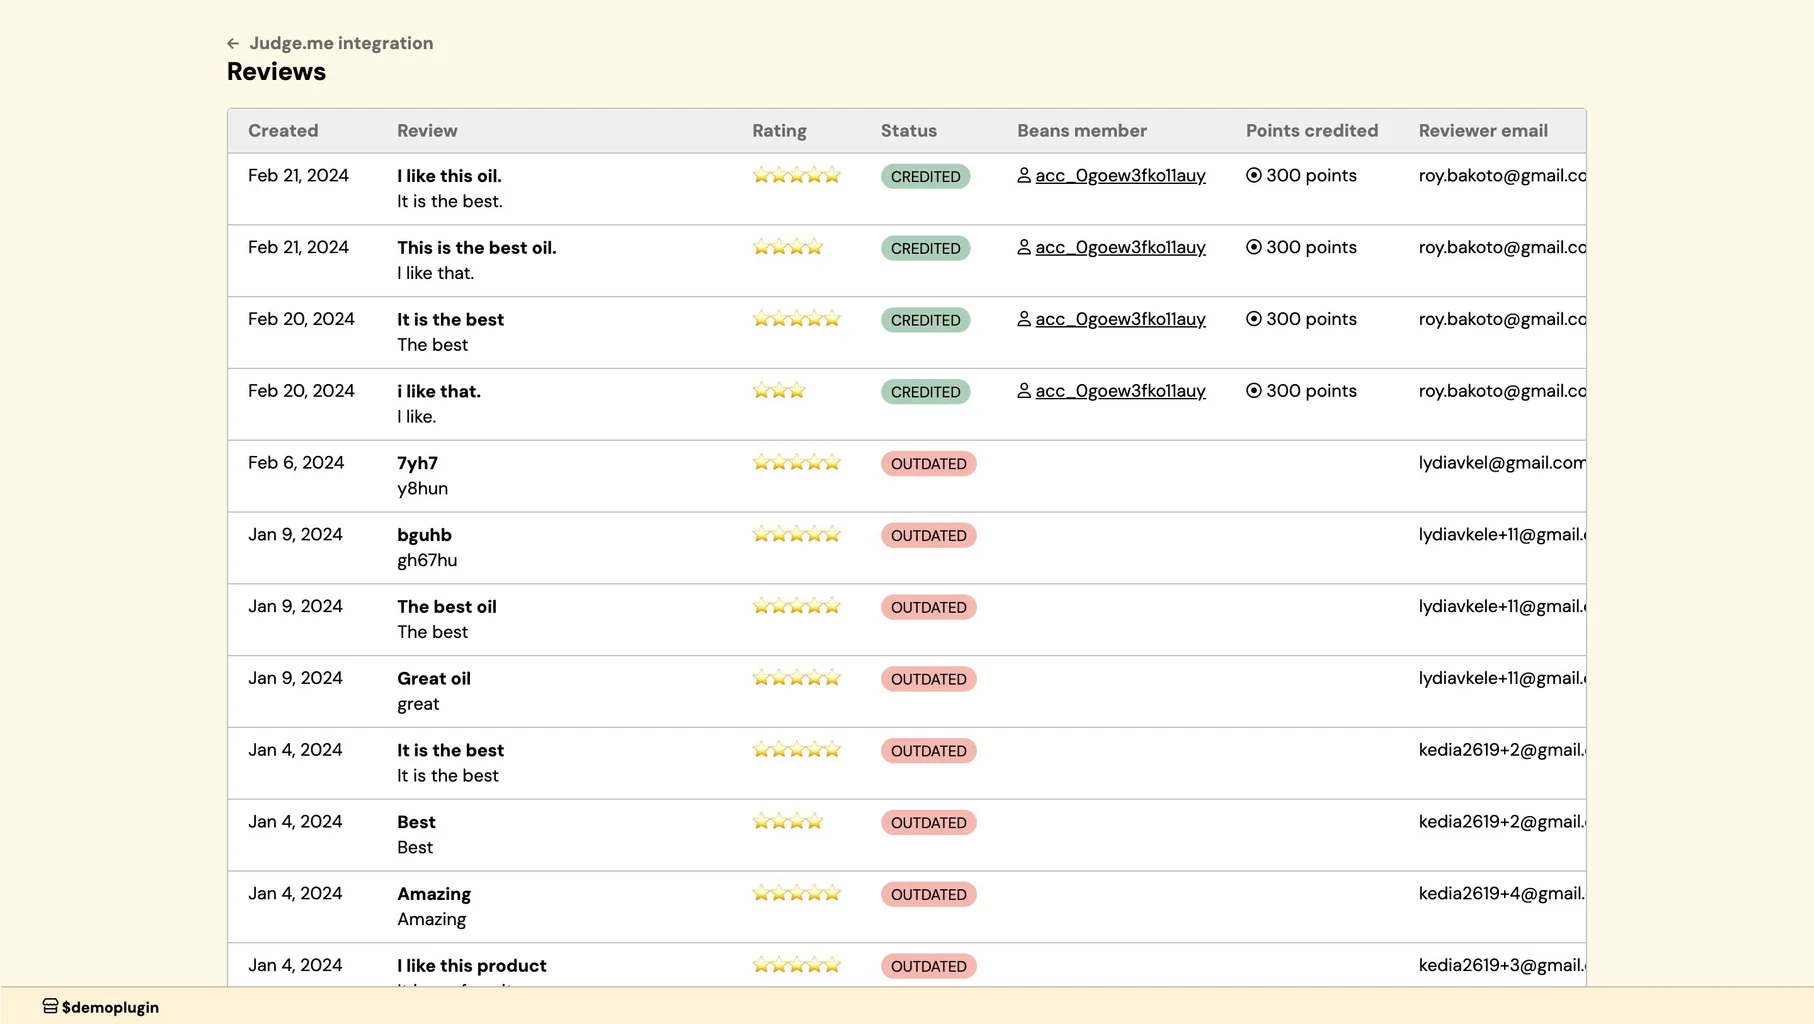 ← Judge.me integration
Reviews
Created Review Rating Status Beans member Points credited Reviewer email
Feb 21, 2024 I like this oil. CREDITED acc_0goew3fko11auy 300 points roy.bakoto@gmail.co
It is the best.
Feb 21, 2024 This is the best oil. CREDITED acc_0goew3fko11auy 300 points roy.bakoto@gmail.co
I like that.
Feb 20, 2024 It is the best CREDITED acc_0goew3fko11auy 300 points roy.bakoto@gmail.co
The best
Feb 20, 2024 i like that. CREDITED acc_0goew3fko11auy 300 points roy.bakoto@gmail.co
I like.
Feb 6, 2024 7yh7 OUTDATED lydiavkel@gmail.com
y8hun
Jan 9, 2024 bguhb OUTDATED lydiavkele+11@gmail.
gh67hu
Jan 9, 2024 The best oil OUTDATED lydiavkele+11@gmail.
The best
Jan 9, 2024 Great oil OUTDATED lydiavkele+11@gmail.
great
Jan 4, 2024 It is the best OUTDATED kedia2619+2@gmail.
It is the best
Jan 4, 2024 Best OUTDATED kedia2619+2@gmail.
Best
Jan 4, 2024 Amazing OUTDATED kedia2619+4@gmail.
Amazing
Jan 4, 2024 I like this product OUTDATED kedia2619+3@gmail.
$demoplugin